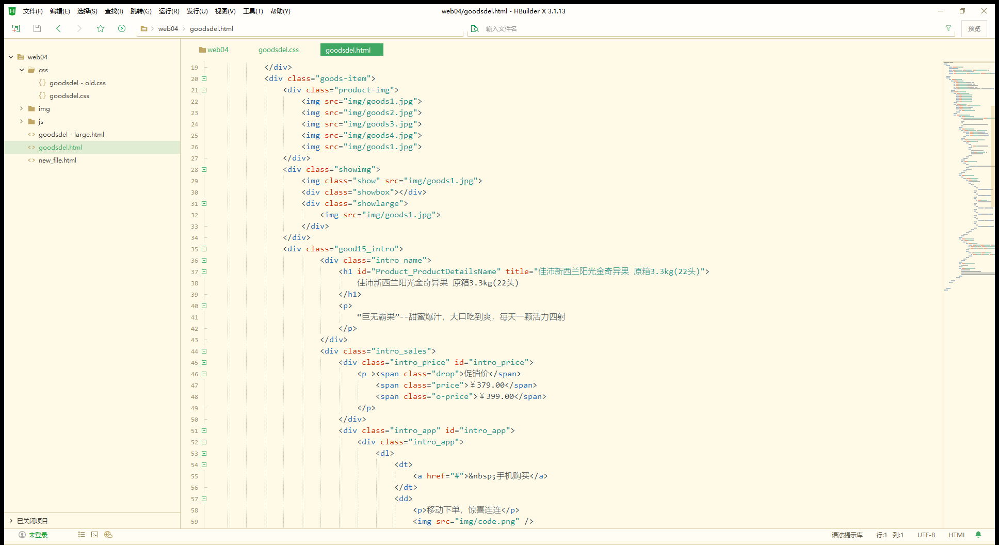 文件(F) 编辑(E) 选择(S) 查找(I) 跳转(G) 运行(R) 发行(U) 视图(V) 工具(T) 帮助(Y)
web04/goodsdel.html - HBuilder X 3.1.13
web04 goodsdel.html
输入文件名
预览
web04
css
goodsdel - old.css
goodsdel.css
img
js
goodsdel - large.html
goodsdel.html
new_file.html
已关闭项目
web04 goodsdel.css goodsdel.html
19 </div>
20 <div class="goods-item">
21 <div class="product-img">
22 <img src="img/goods1.jpg">
23 <img src="img/goods2.jpg">
24 <img src="img/goods3.jpg">
25 <img src="img/goods4.jpg">
26 <img src="img/goods1.jpg">
27 </div>
28 <div class="showimg">
29 <img class="show" src="img/goods1.jpg">
30 <div class="showbox"></div>
31 <div class="showlarge">
32 <img src="img/goods1.jpg">
33 </div>
34 </div>
35 <div class="good15_intro">
36 <div class="intro_name">
37 <h1 id="Product_ProductDetailsName" title="佳沛新西兰阳光金奇异果 原箱3.3kg(22头)">
38 佳沛新西兰阳光金奇异果 原箱3.3kg(22头)
39 </h1>
40 <p>
41 “巨无霸果”--甜蜜爆汁，大口吃到爽，每天一颗活力四射
42 </p>
43 </div>
44 <div class="intro_sales">
45 <div class="intro_price" id="intro_price">
46 <p ><span class="drop">促销价</span>
47 <span class="price">￥379.00</span>
48 <span class="o-price">￥399.00</span>
49 </p>
50 </div>
51 <div class="intro_app" id="intro_app">
52 <div class="intro_app">
53 <dl>
54 <dt>
55 <a href="#">&nbsp;手机购买</a>
56 </dt>
57 <dd>
58 <p>移动下单，惊喜连连</p>
59 <img src="img/code.png" />
未登录
语法提示库 行:1 列:1 UTF-8 HTML